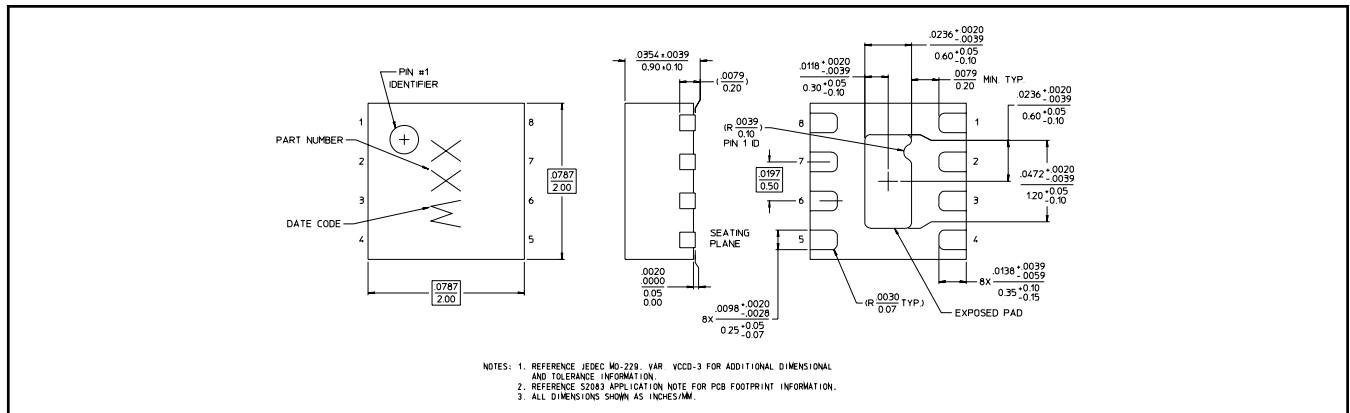 PIN #1
IDENTIFIER
PART NUMBER
DATE CODE
1
2
3
4
8
7
6
5
XX
W
.0787
2.00
.0787
2.00
.0354±.0039
0.90±0.10
(.0079
0.20)
SEATING
PLANE
.0020
.0000
0.05
0.00
.0236 +.0020 -.0039
0.60 +0.05 -0.10
.0118 +.0020 -.0039
0.30 +0.05 -0.10
.0079 MIN. TYP.
0.20
.0236 +.0020 -.0039
0.60 +0.05 -0.10
(R .0039
0.10)
PIN 1 ID
.0197
0.50
8
7
6
5
1
2
3
4
.0472 +.0020 -.0039
1.20 +0.05 -0.10
8X .0138 +.0039 -.0059
0.35 +0.10 -0.15
(R .0030 TYP.)
0.07
EXPOSED PAD
8X .0098 +.0020 -.0028
0.25 +0.05 -0.07
NOTES: 1. REFERENCE JEDEC MO-229, VAR. VCCD-3 FOR ADDITIONAL DIMENSIONAL
AND TOLERANCE INFORMATION.
2. REFERENCE S2083 APPLICATION NOTE FOR PCB FOOTPRINT INFORMATION.
3. ALL DIMENSIONS SHOWN AS INCHES/MM.